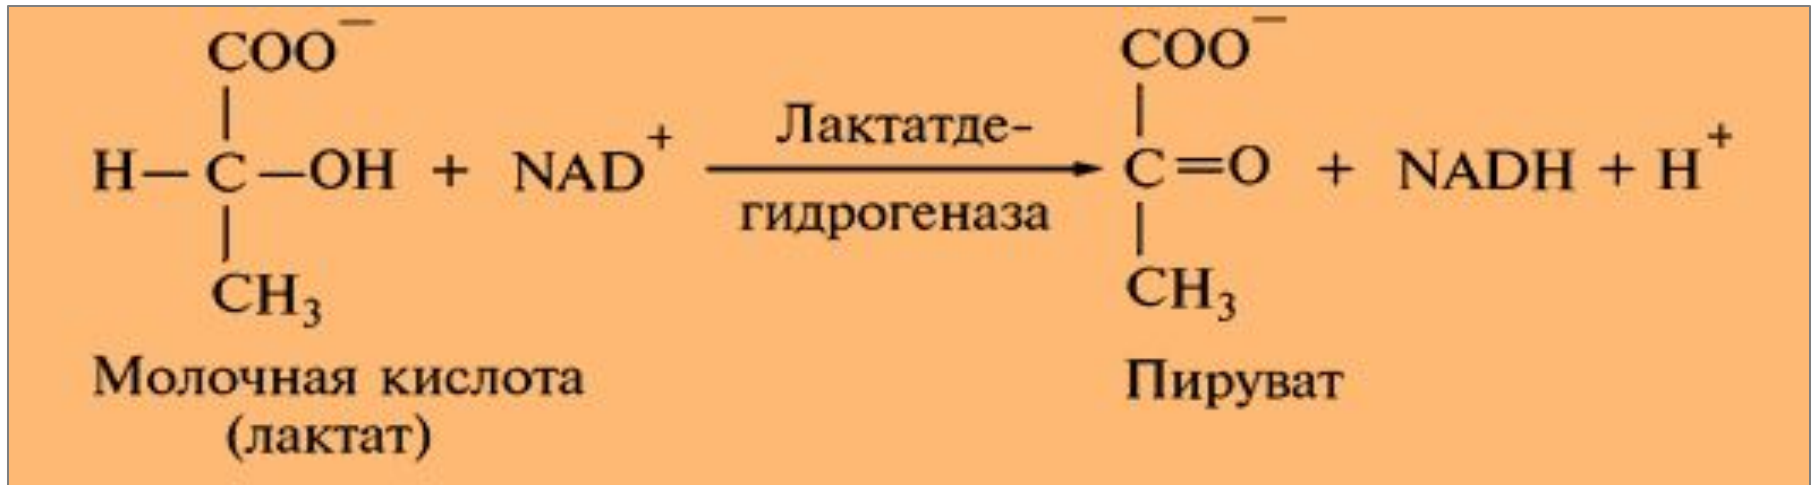 COO⁻ COO⁻
H—C—OH + NAD⁺ Лактатде-гидрогеназа C=O + NADH + H⁺
CH₃ CH₃
Молочная кислота Пируват
(лактат)